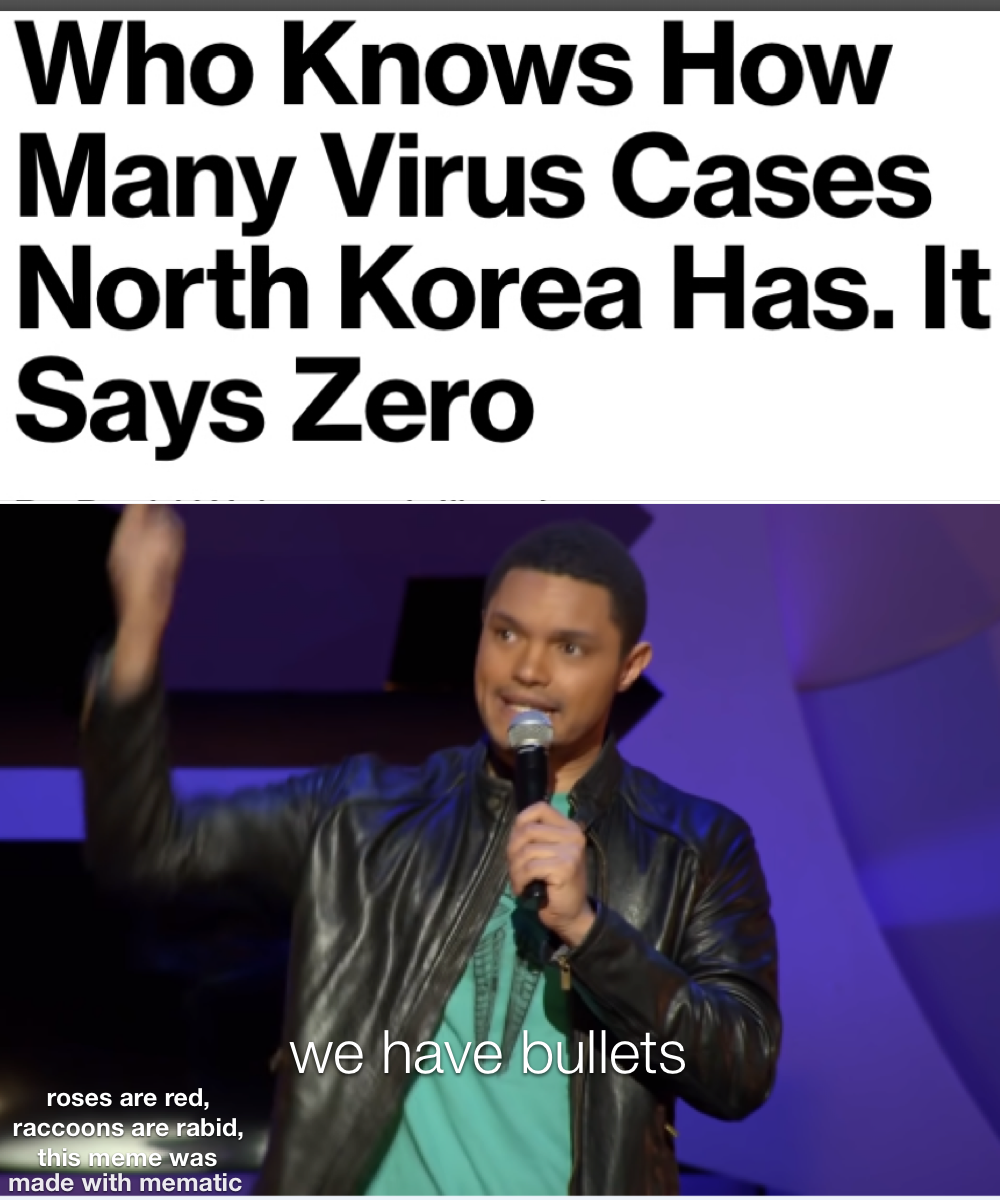 Who Knows How
Many Virus Cases
North Korea Has. It
Says Zero
we have bullets
roses are red,
raccoons are rabid,
this meme was
made with mematic